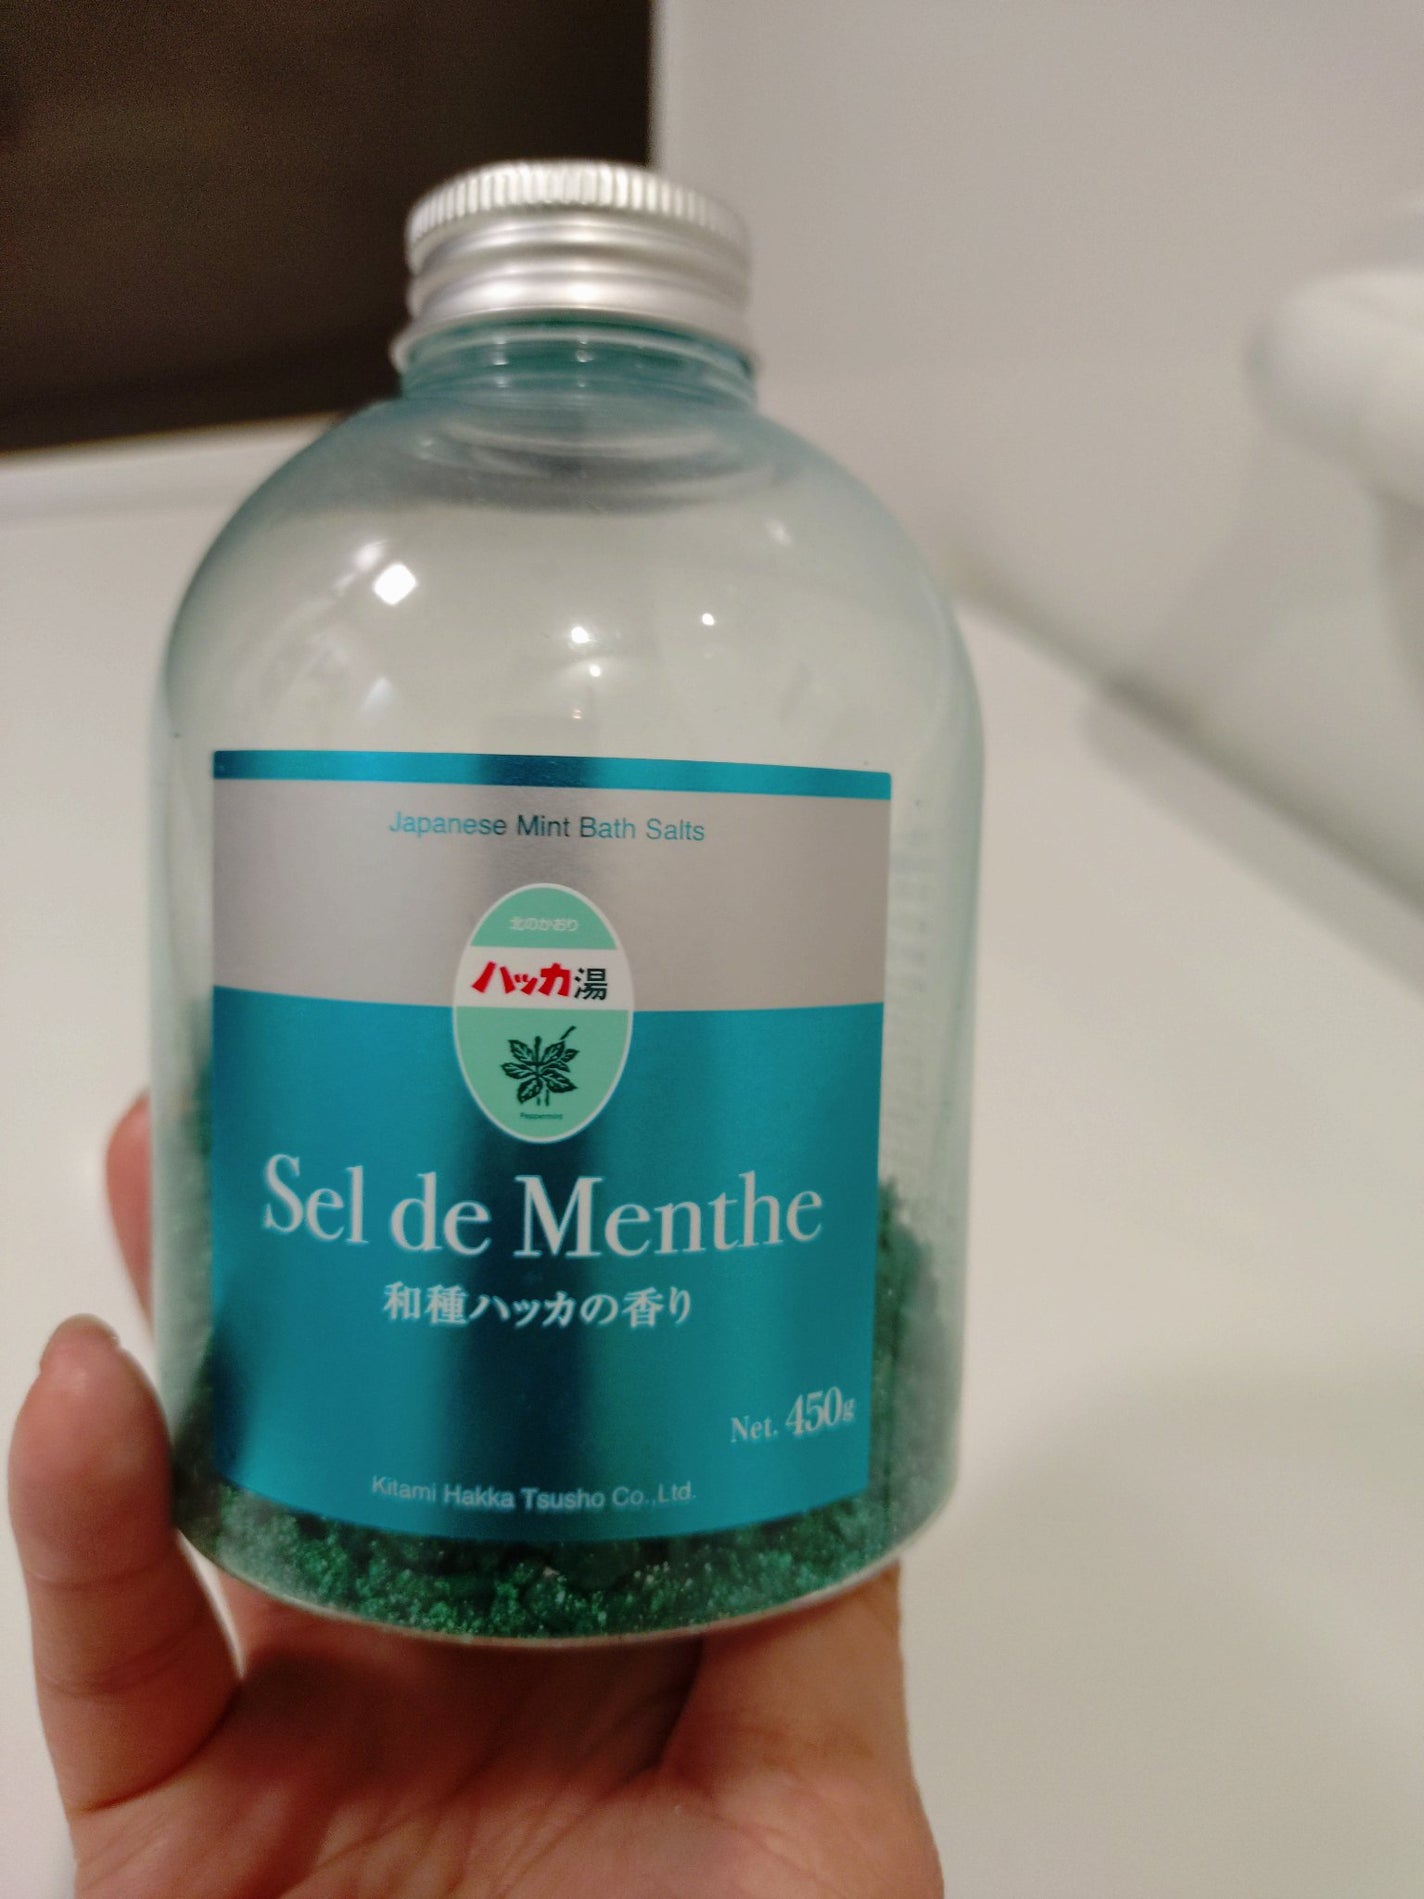 Japanese Mint Bath Salts
北のかおり
ハッカ湯
Peppermint
Sel de Menthe
和種ハッカの香り
Net. 450g
Kitami Hakka Tsusho Co.,Ltd.